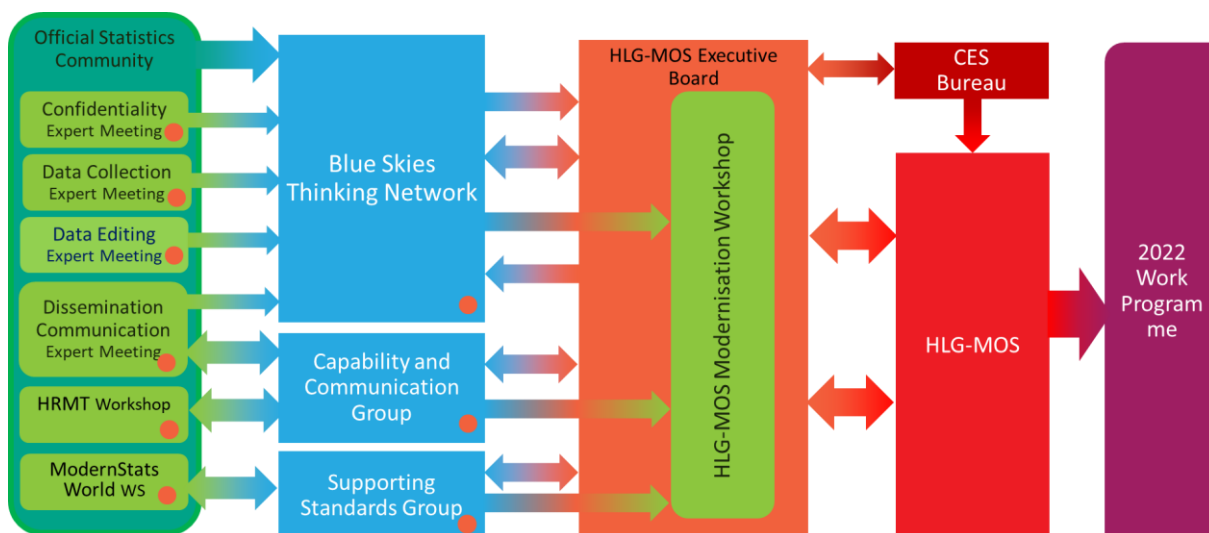 Official Statistics
Community
Confidentiality
Expert Meeting
Data Collection
Expert Meeting
Data Editing
Expert Meeting
Dissemination
Communication
Expert Meeting
HRMT Workshop
ModernStats
World WS
Blue Skies
Thinking Network
Capability and
Communication
Group
Supporting
Standards Group
HLG-MOS Executive
Board
HLG-MOS Modernisation Workshop
CES
Bureau
HLG-MOS
2022
Work
Program
me